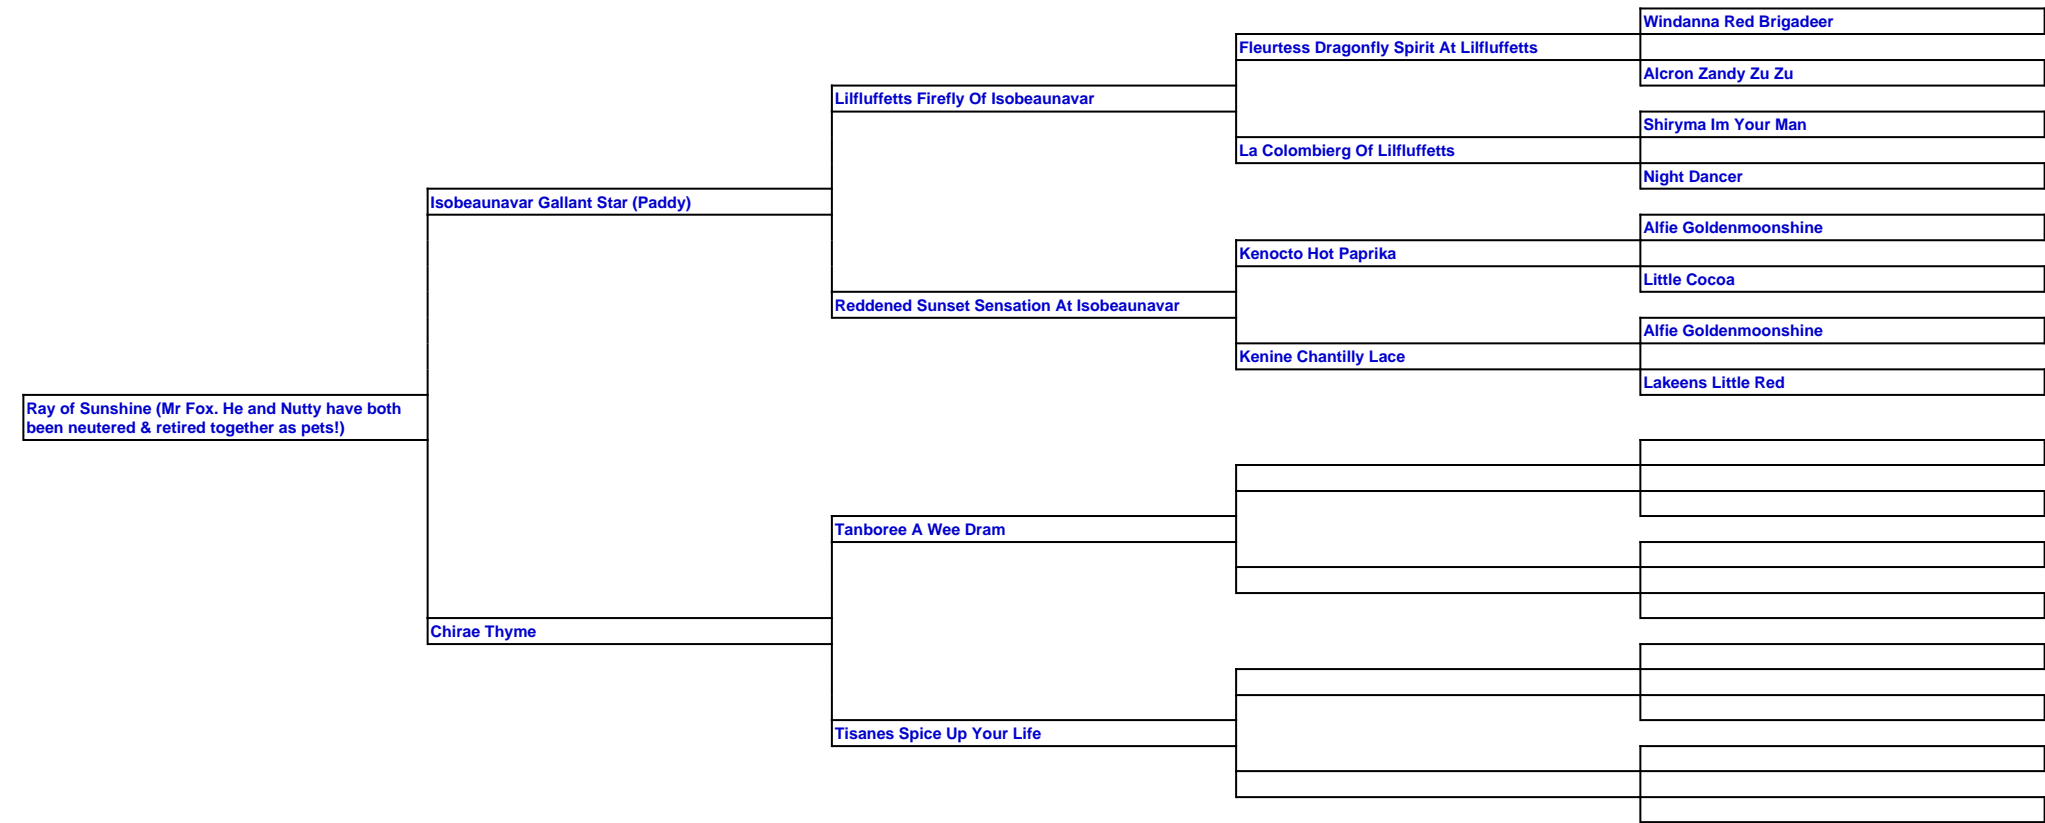 Windanna Red Brigadeer
Fleurtess Dragonfly Spirit At Lilfluffetts
Alcron Zandy Zu Zu
Lilfluffetts Firefly Of Isobeaunavar
Shiryma Im Your Man
La Colombierg Of Lilfluffetts
Night Dancer
Isobeaunavar Gallant Star (Paddy)
Alfie Goldenmoonshine
Kenocto Hot Paprika
Little Cocoa
Reddened Sunset Sensation At Isobeaunavar
Alfie Goldenmoonshine
Kenine Chantilly Lace
Lakeens Little Red
Ray of Sunshine (Mr Fox. He and Nutty have both
been neutered & retired together as pets!)
Tanboree A Wee Dram
Chirae Thyme
Tisanes Spice Up Your Life